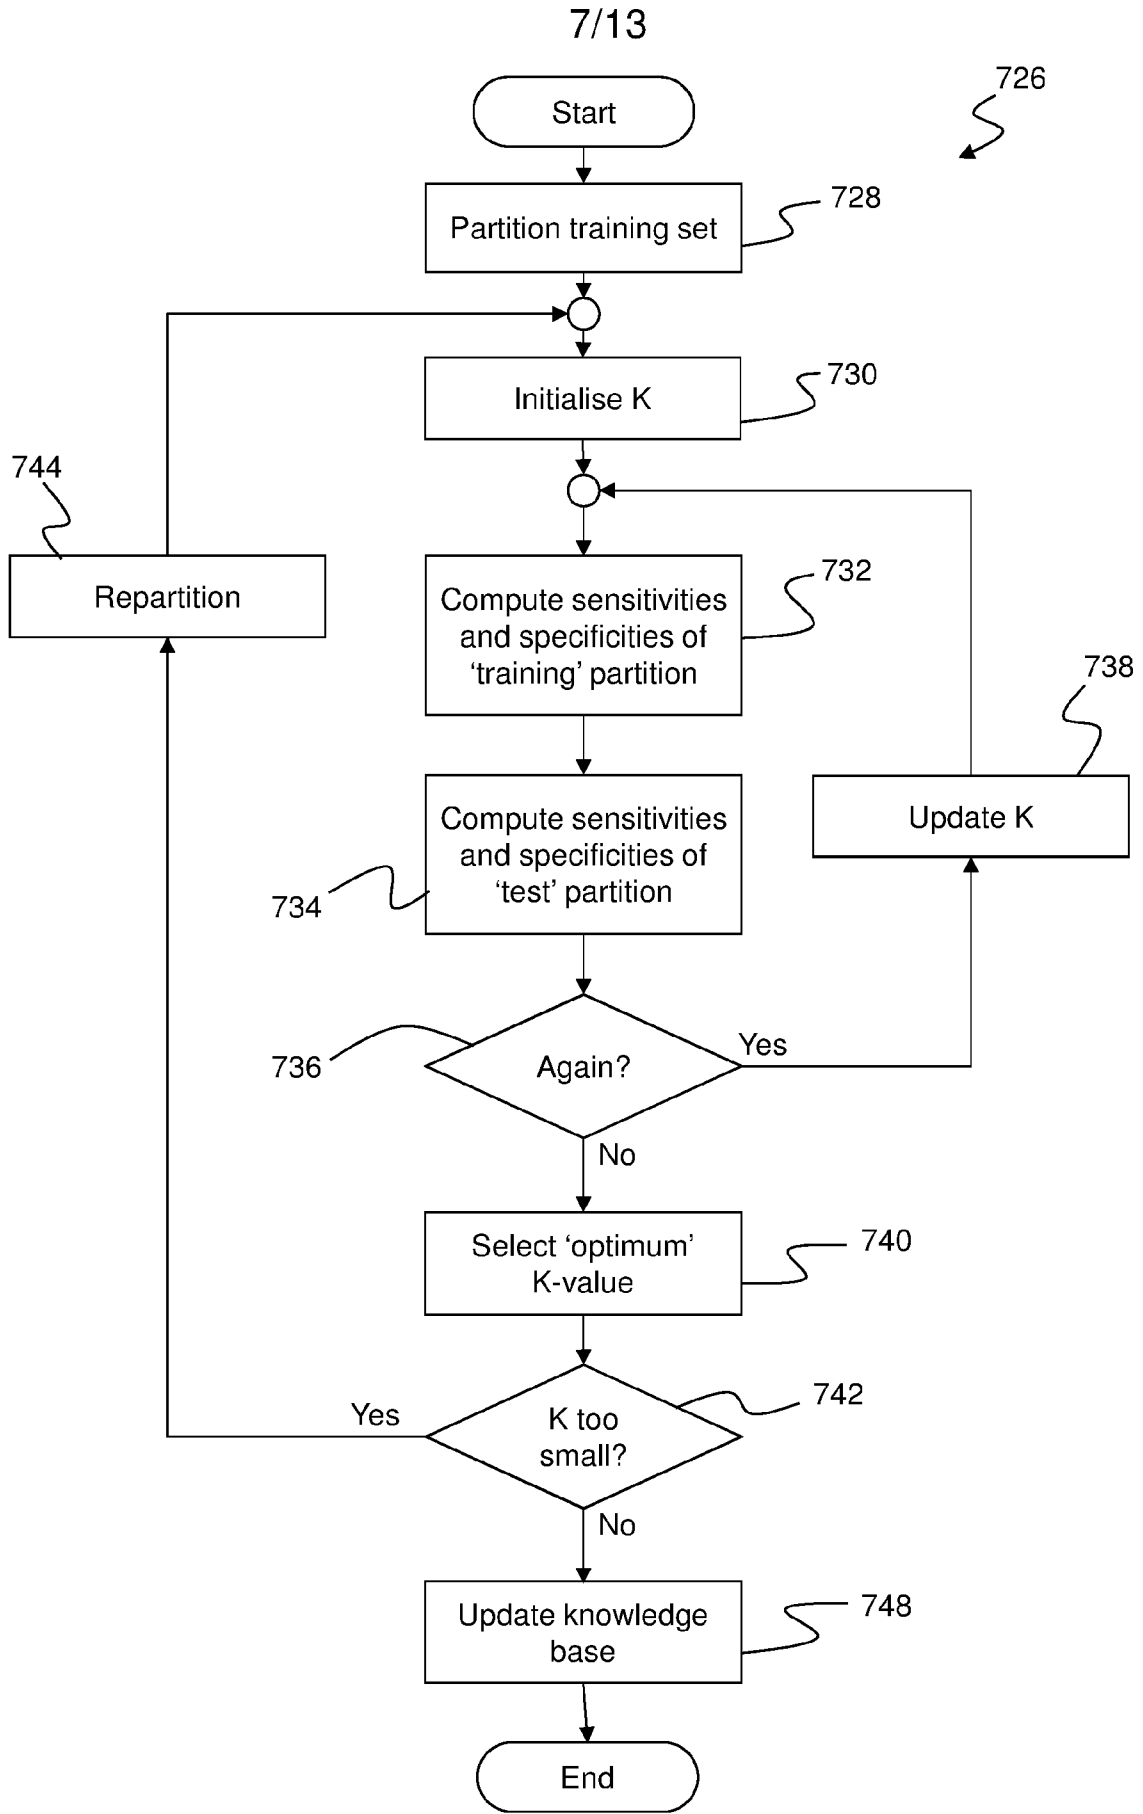 7/13
726
Start
728
Partition training set
730
Initialise K
744
Repartition
732
Compute sensitivities
and specificities of
‘training’ partition
738
Update K
Compute sensitivities
and specificities of
‘test’ partition
734
Yes
Again?
736
No
740
Select ‘optimum’
K-value
742
Yes
K too
small?
No
748
Update knowledge
base
End